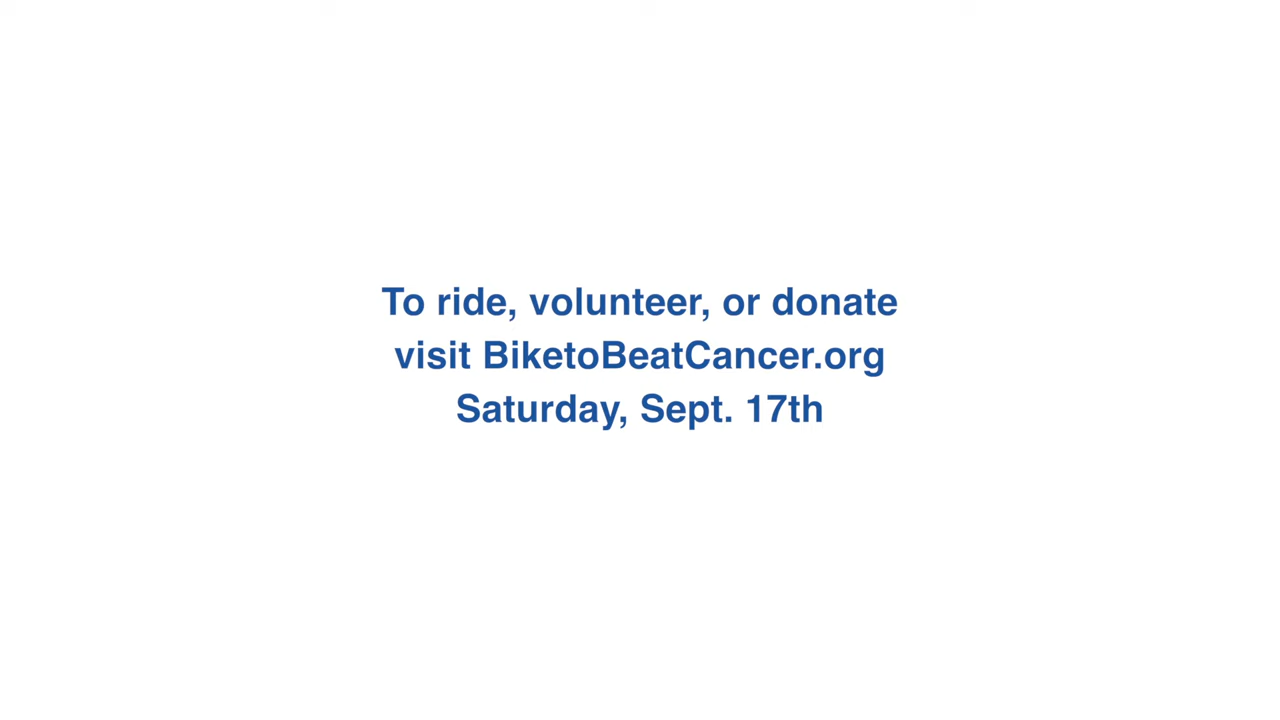 To ride, volunteer, or donate
visit BiketoBeatCancer.org
Saturday, Sept. 17th